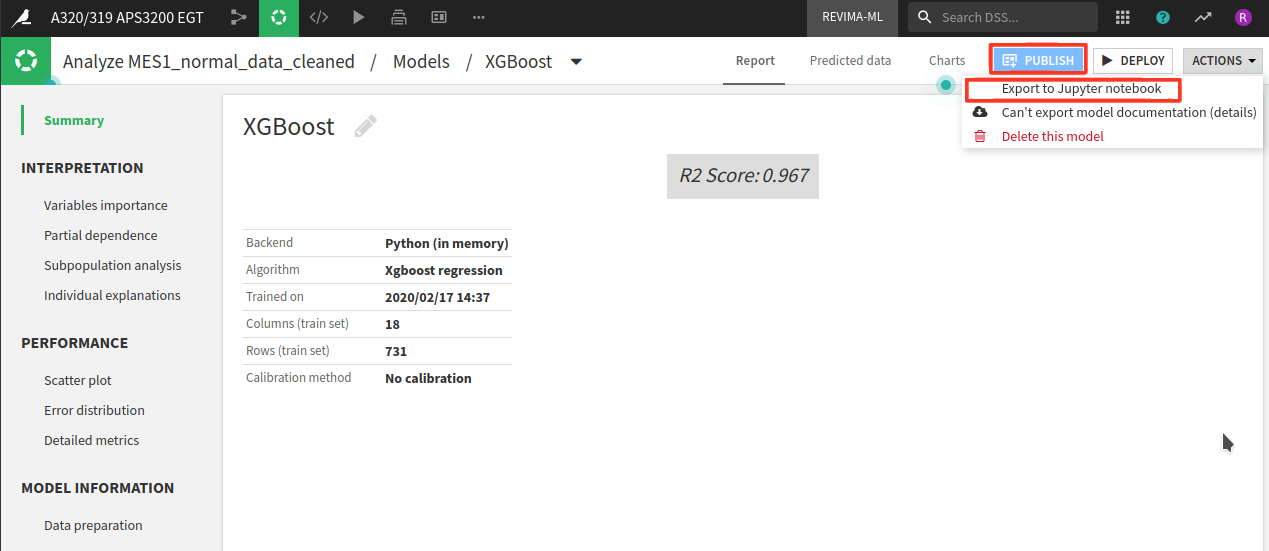 A320/319 APS3200 EGT
REVIMA-ML
Search DSS...
R
Analyze MES1_normal_data_cleaned / Models / XGBoost
Report
Predicted data
Charts
PUBLISH
DEPLOY
ACTIONS
Export to Jupyter notebook
Can't export model documentation (details)
Delete this model
Summary
INTERPRETATION
Variables importance
Partial dependence
Subpopulation analysis
Individual explanations
PERFORMANCE
Scatter plot
Error distribution
Detailed metrics
MODEL INFORMATION
Data preparation
XGBoost
R2 Score: 0.967
Backend Python (in memory)
Algorithm Xgboost regression
Trained on 2020/02/17 14:37
Columns (train set) 18
Rows (train set) 731
Calibration method No calibration